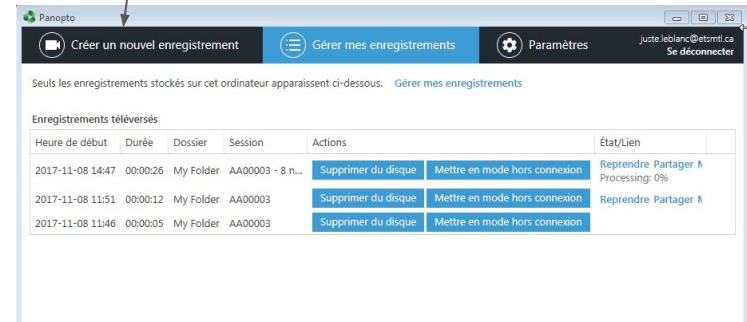 Panopto
Créer un nouvel enregistrement Gérer mes enregistrements Paramètres juste.leblanc@etsmtl.ca
Se déconnecter
Seuls les enregistrements stockés sur cet ordinateur apparaissent ci-dessous. Gérer mes enregistrements
Enregistrements téléversés
Heure de début Durée Dossier Session Actions État/Lien
2017-11-08 14:47 00:00:26 My Folder AA00003 - 8 n... Supprimer du disque Mettre en mode hors connexion Reprendre Partager
Processing: 0%
2017-11-08 11:51 00:00:12 My Folder AA00003 Supprimer du disque Mettre en mode hors connexion Reprendre Partager
2017-11-08 11:46 00:00:05 My Folder AA00003 Supprimer du disque Mettre en mode hors connexion